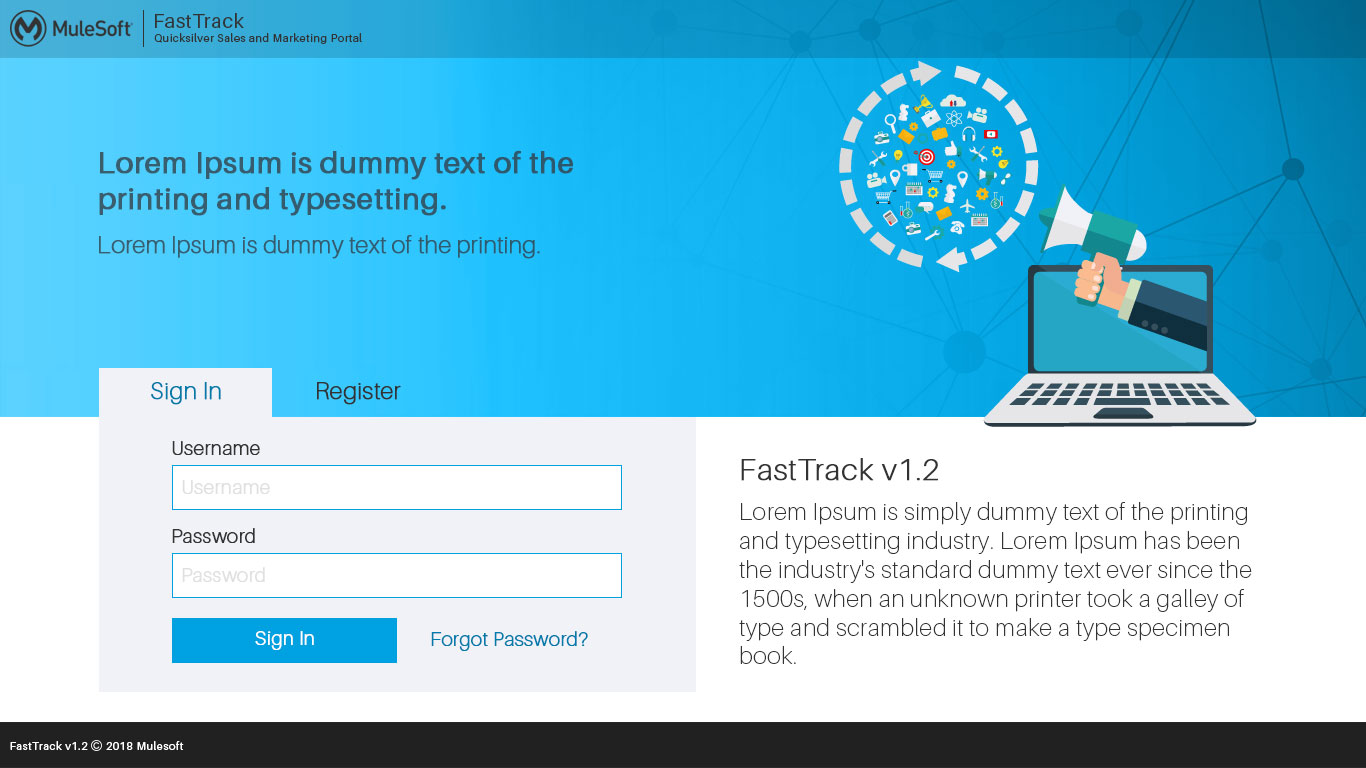 MuleSoft
FastTrack
Quicksilver Sales and Marketing Portal
Lorem Ipsum is dummy text of the
printing and typesetting.
Lorem Ipsum is dummy text of the printing.
Sign In
Register
Username
Username
Password
Password
Sign In
Forgot Password?
FastTrack v1.2
Lorem Ipsum is simply dummy text of the printing
and typesetting industry. Lorem Ipsum has been
the industry's standard dummy text ever since the
1500s, when an unknown printer took a galley of
type and scrambled it to make a type specimen
book.
FastTrack v1.2 © 2018 Mulesoft